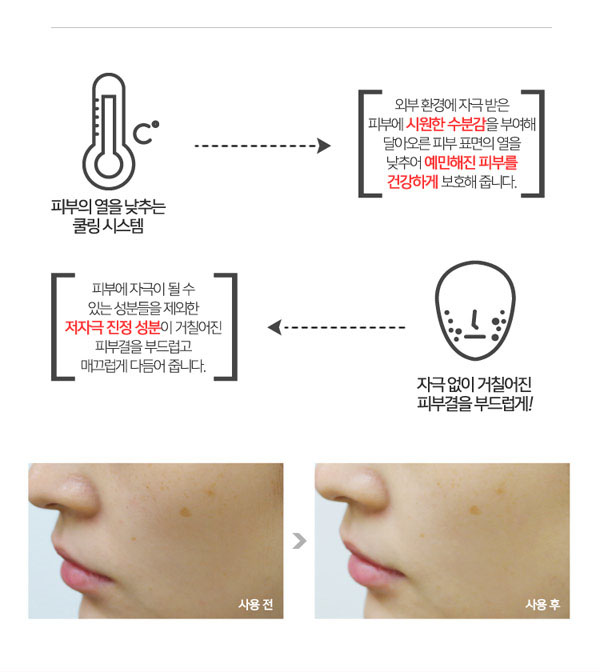 C°
피부의 열을 낮추는
쿨링 시스템
외부 환경에 자극 받은
피부에 시원한 수분감을 부여해
달아오른 피부 표면의 열을
낮추어 예민해진 피부를
건강하게 보호해 줍니다.
피부에 자극이 될 수
있는 성분들을 제외한
저자극 진정 성분이 거칠어진
피부결을 부드럽고
매끄럽게 다듬어 줍니다.
자극 없이 거칠어진
피부결을 부드럽게!
사용 전
사용 후